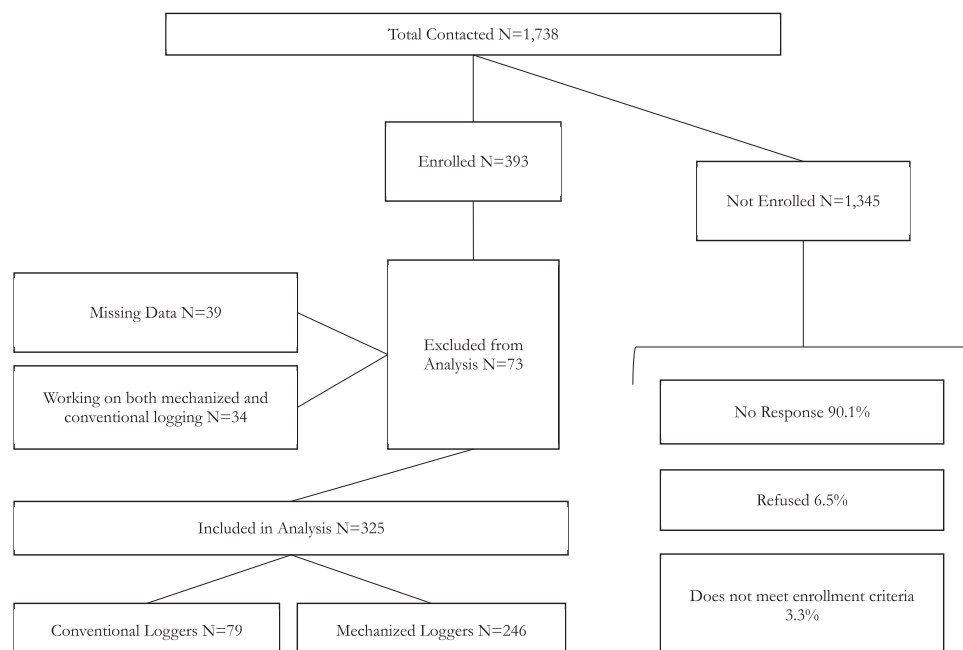 Total Contacted N=1,738
Enrolled N=393
Not Enrolled N=1,345
Missing Data N=39
Working on both mechanized and
conventional logging N=34
Excluded from
Analysis N=73
No Response 90.1%
Refused 6.5%
Does not meet enrollment criteria
3.3%
Included in Analysis N=325
Conventional Loggers N=79
Mechanized Loggers N=246